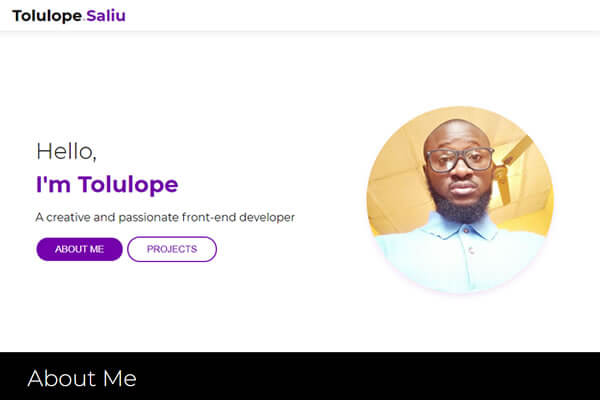 Tolulope.Saliu
Hello,
I'm Tolulope
A creative and passionate front-end developer
ABOUT ME
PROJECTS
About Me